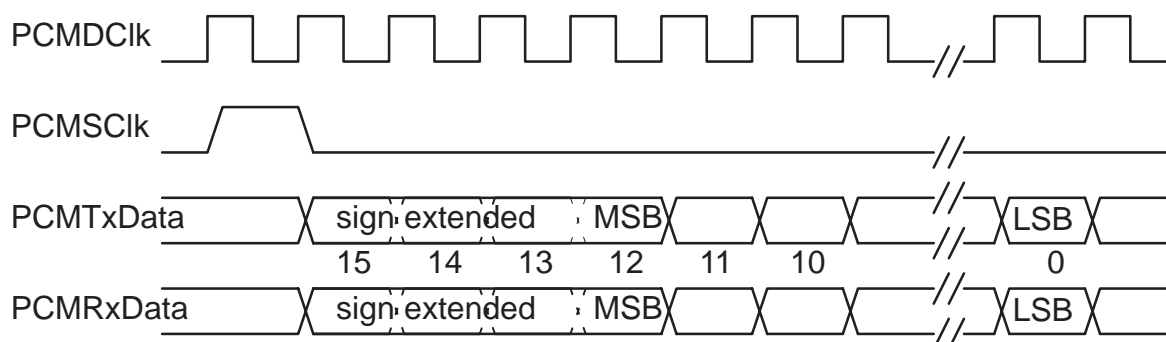 PCMDClk
PCMSClk
PCMTxData sign extended MSB LSB
15 14 13 12 11 10 0
PCMRxData sign extended MSB LSB